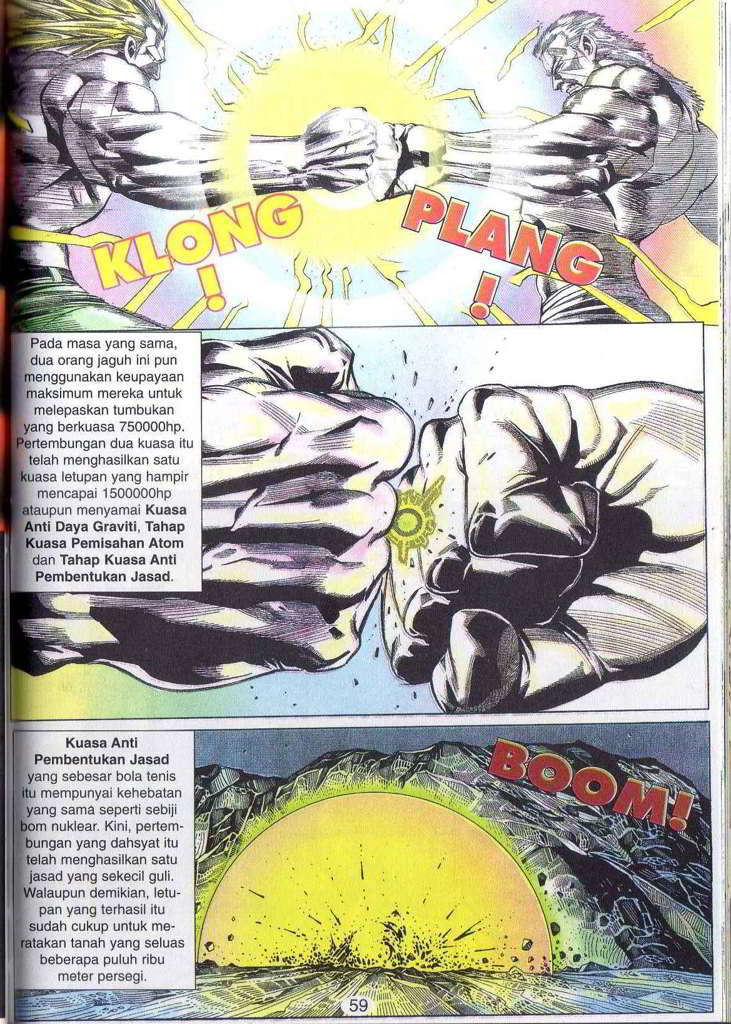 KLONG
!
PLANG
!
Pada masa yang sama,
dua orang jaguh ini pun
menggunakan keupayaan
maksimum mereka untuk
melepaskan tumbukan
yang berkuasa 750000hp.
Pertembungan dua kuasa itu
telah menghasilkan satu
kuasa letupan yang hampir
mencapai 1500000hp
ataupun menyamai Kuasa
Anti Daya Graviti, Tahap
Kuasa Pemisahan Atom
dan Tahap Kuasa Anti
Pembentukan Jasad.
Kuasa Anti
Pembentukan Jasad
yang sebesar bola tenis
itu mempunyai kehebatan
yang sama seperti sebiji
bom nuklear. Kini, pertem-
bungan yang dahsyat itu
telah menghasilkan satu
jasad yang sekecil guli.
Walaupun demikian, letu-
pan yang terhasil itu
sudah cukup untuk me-
ratakan tanah yang seluas
beberapa puluh ribu
meter persegi.
BOOM!
59